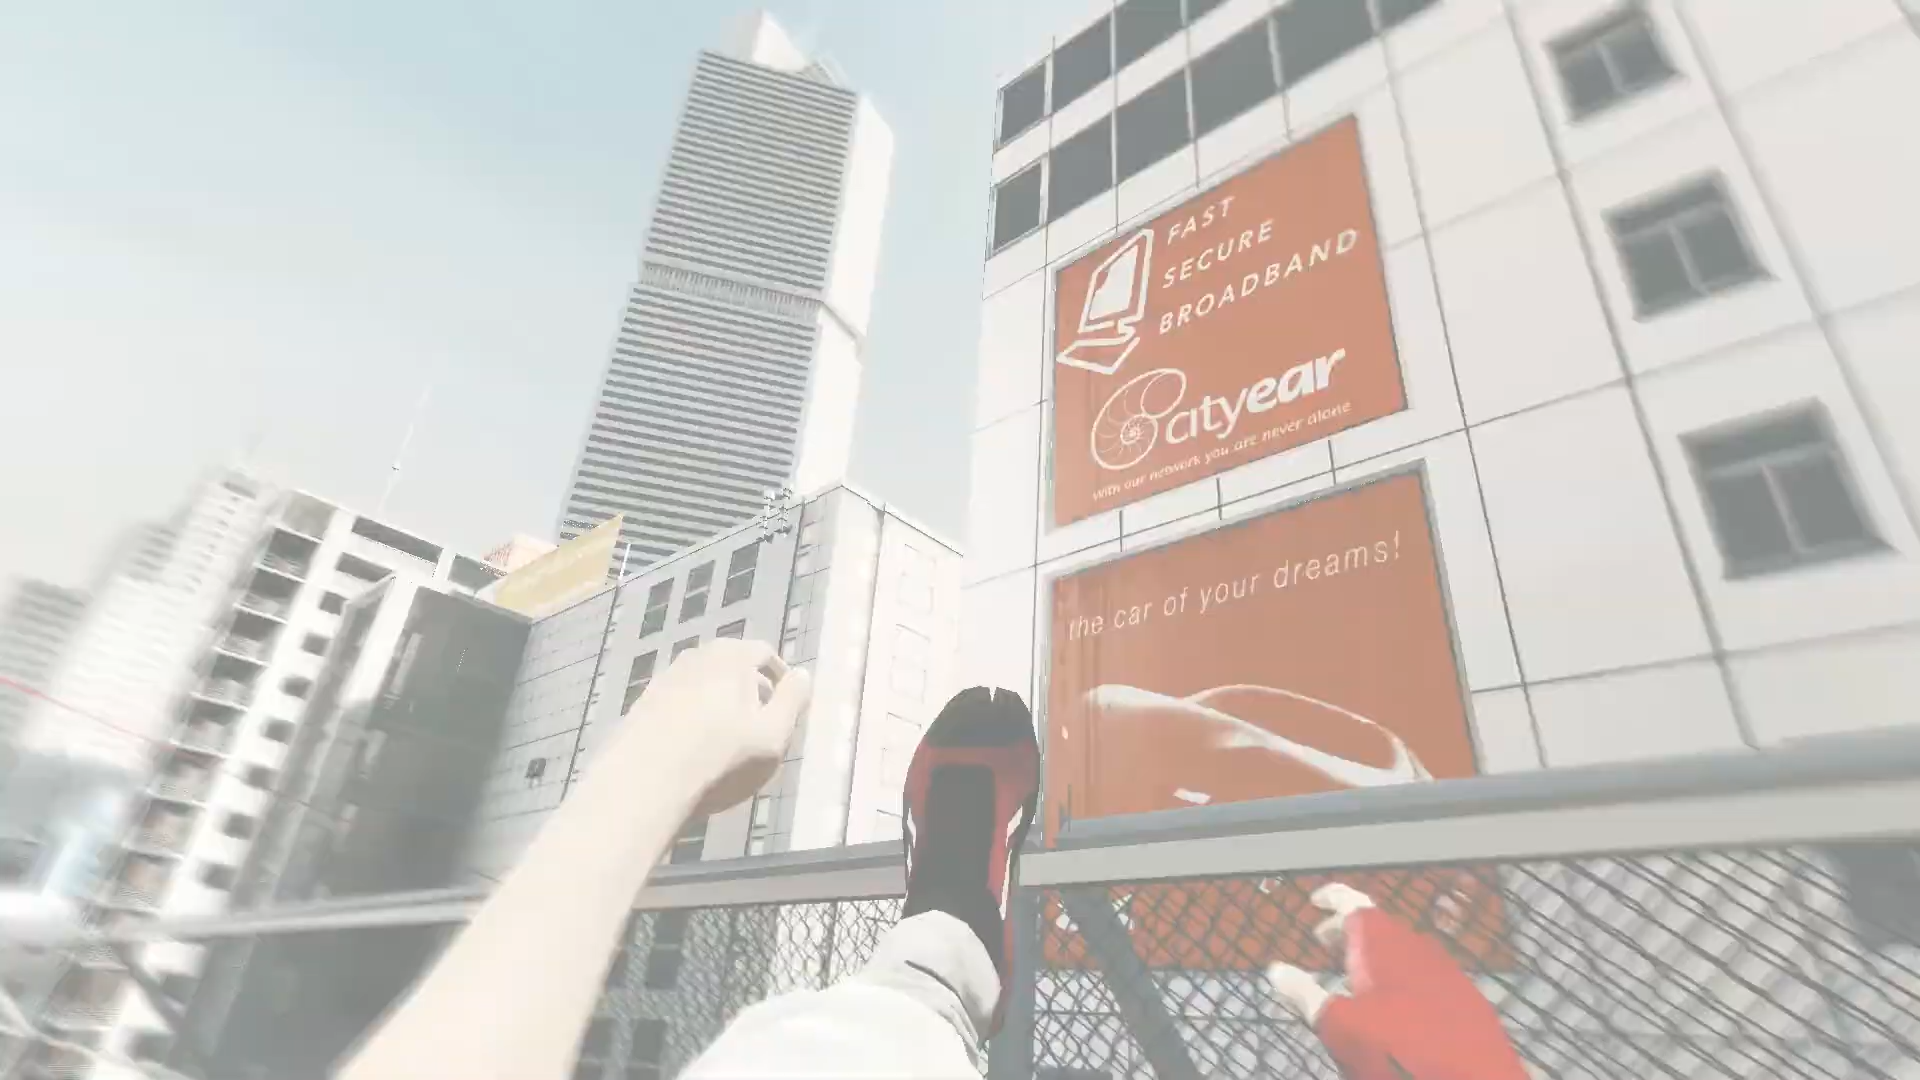 FAST
SECURE
BROADBAND
cityear
With our network you are never alone
the car of your dreams!